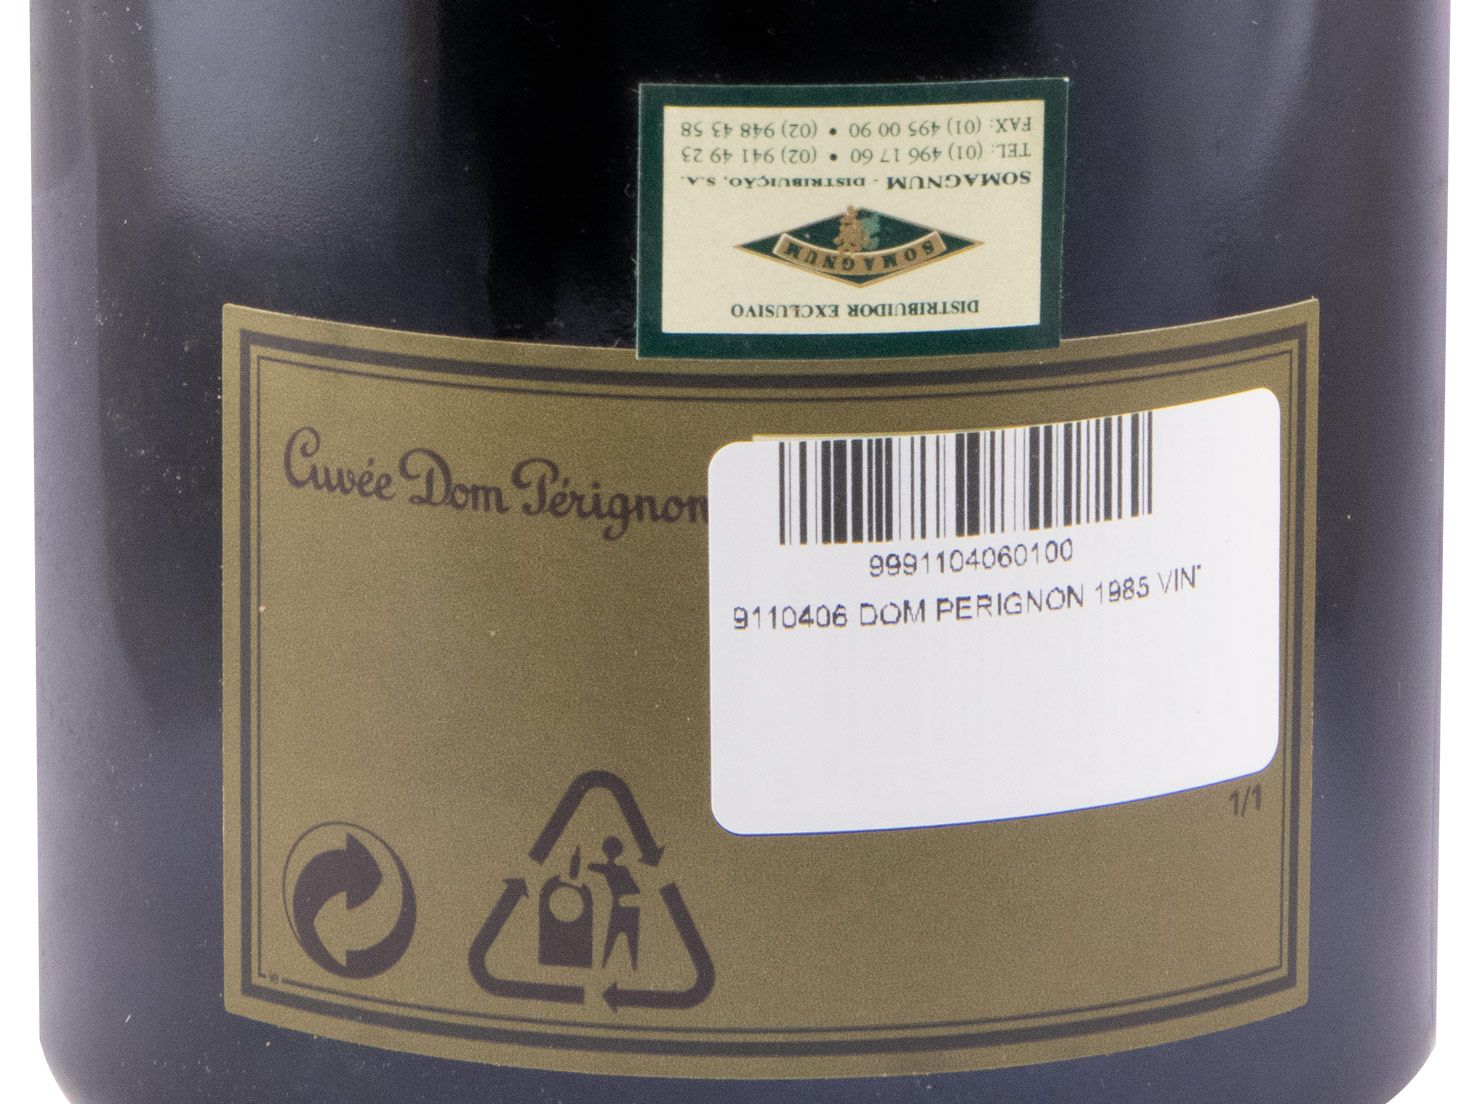 DISTRIBUIDOR EXCLUSIVO
SOMAGNUM
SOMAGNUM - DISTRIBUIÇÃO, S.A.
TEL: (01) 496 17 60 • (02) 941 49 23
FAX: (01) 495 00 90 • (02) 948 43 58
Cuvée Dom Pérignon
9991104060100
9110406 DOM PERIGNON 1985 VIN
1/1